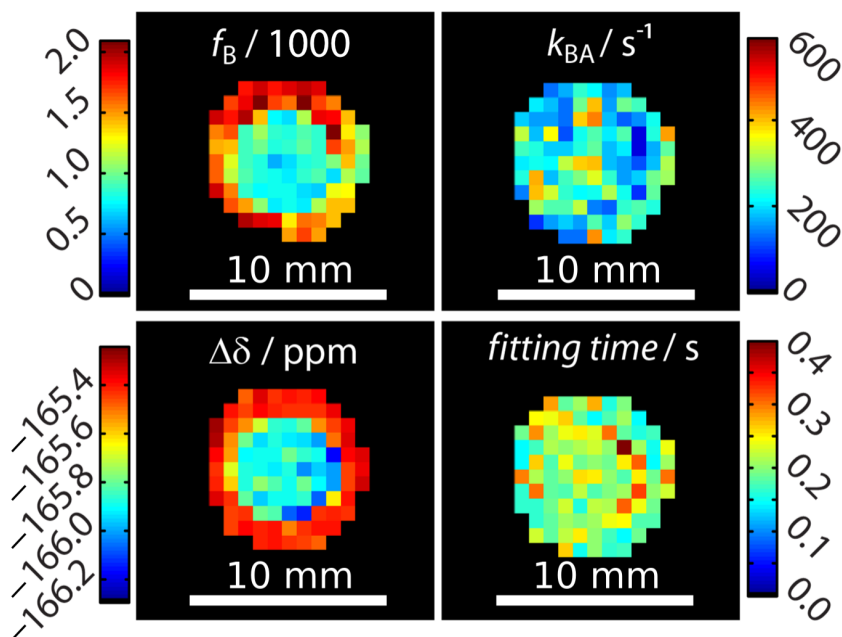 f_B / 1000
2.0
1.5
1.0
0.5
0
10 mm
k_BA / s⁻¹
600
400
200
0
10 mm
Δδ / ppm
−165.4
−165.6
−165.8
−166.0
−166.2
10 mm
fitting time / s
0.4
0.3
0.2
0.1
0.0
10 mm